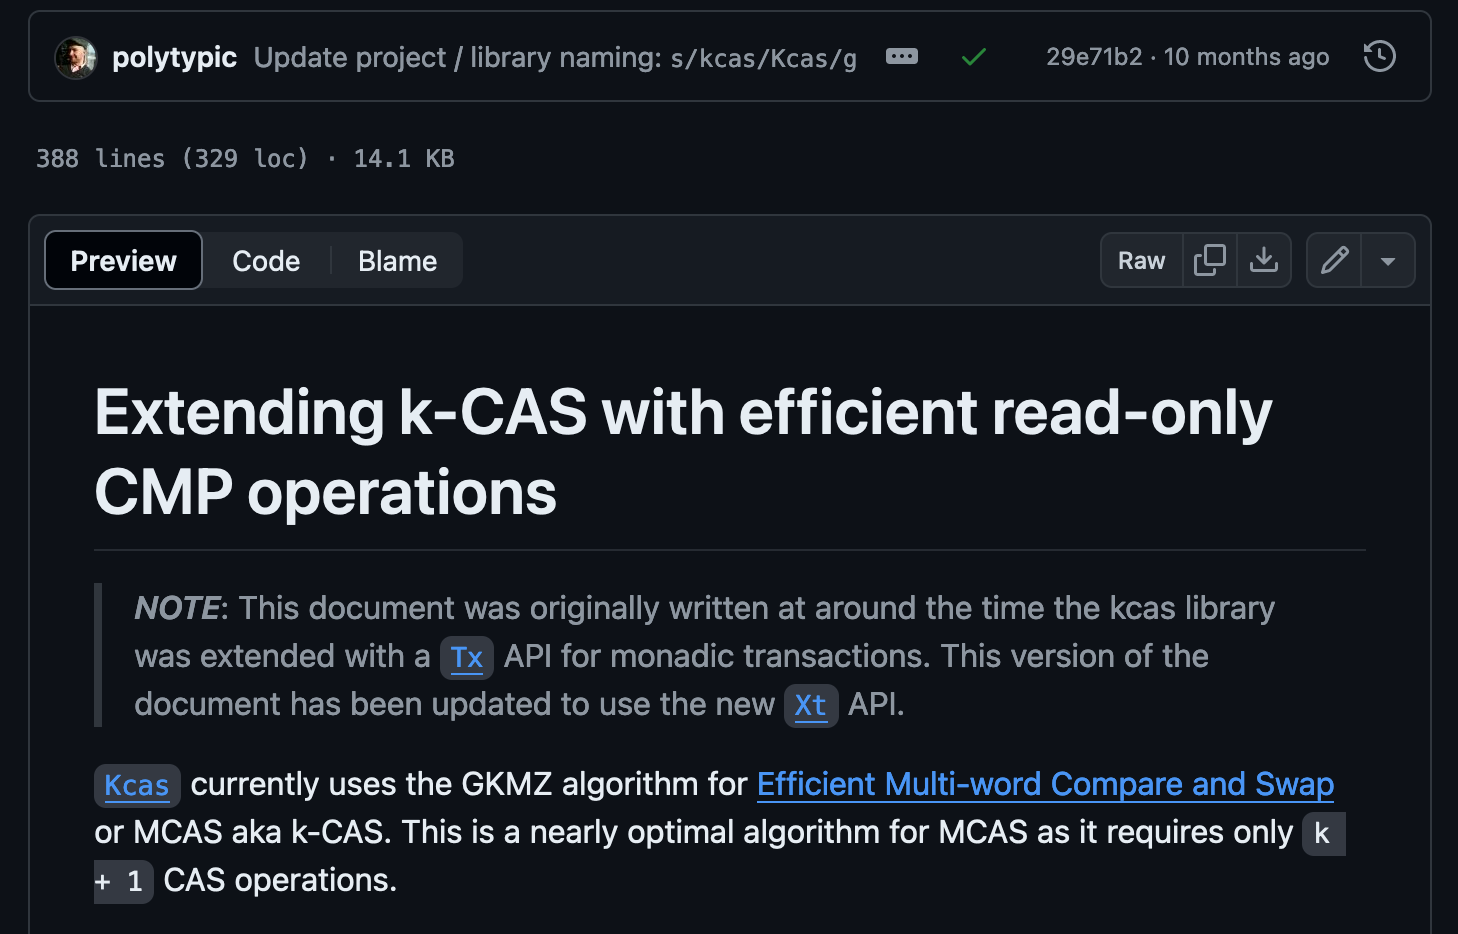 polytypic Update project / library naming: s/kcas/Kcas/g 29e71b2 · 10 months ago
388 lines (329 loc) · 14.1 KB
Preview Code Blame Raw
Extending k-CAS with efficient read-only
CMP operations
NOTE: This document was originally written at around the time the kcas library
was extended with a Tx API for monadic transactions. This version of the
document has been updated to use the new Xt API.
Kcas currently uses the GKMZ algorithm for Efficient Multi-word Compare and Swap
or MCAS aka k-CAS. This is a nearly optimal algorithm for MCAS as it requires only k
+ 1 CAS operations.